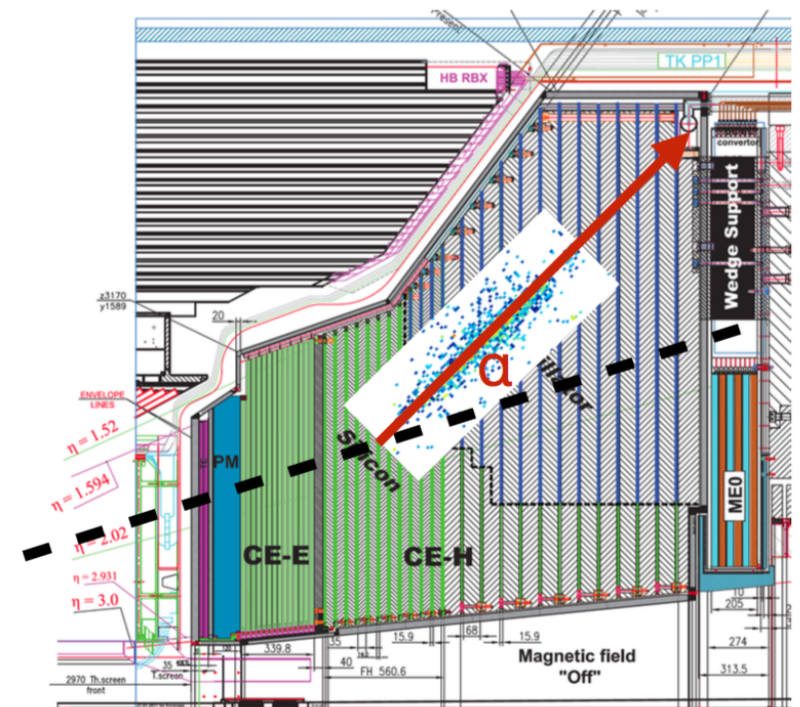 Present
HB RBX
TK PP1
convertor
Wedge Support
z3170
y1589
20
α
ENVELOPE
LINES
η = 1.52
PM
Silicon
η = 1.594
ME0
η = 2.02
CE-E
CE-H
η = 2.931
η = 3.0
10
205
35
339.8
35
15.9
68
15.9
274
40
FH 560.6
Magnetic field
"Off"
313.5
2970 Th.screen
front
T.screen